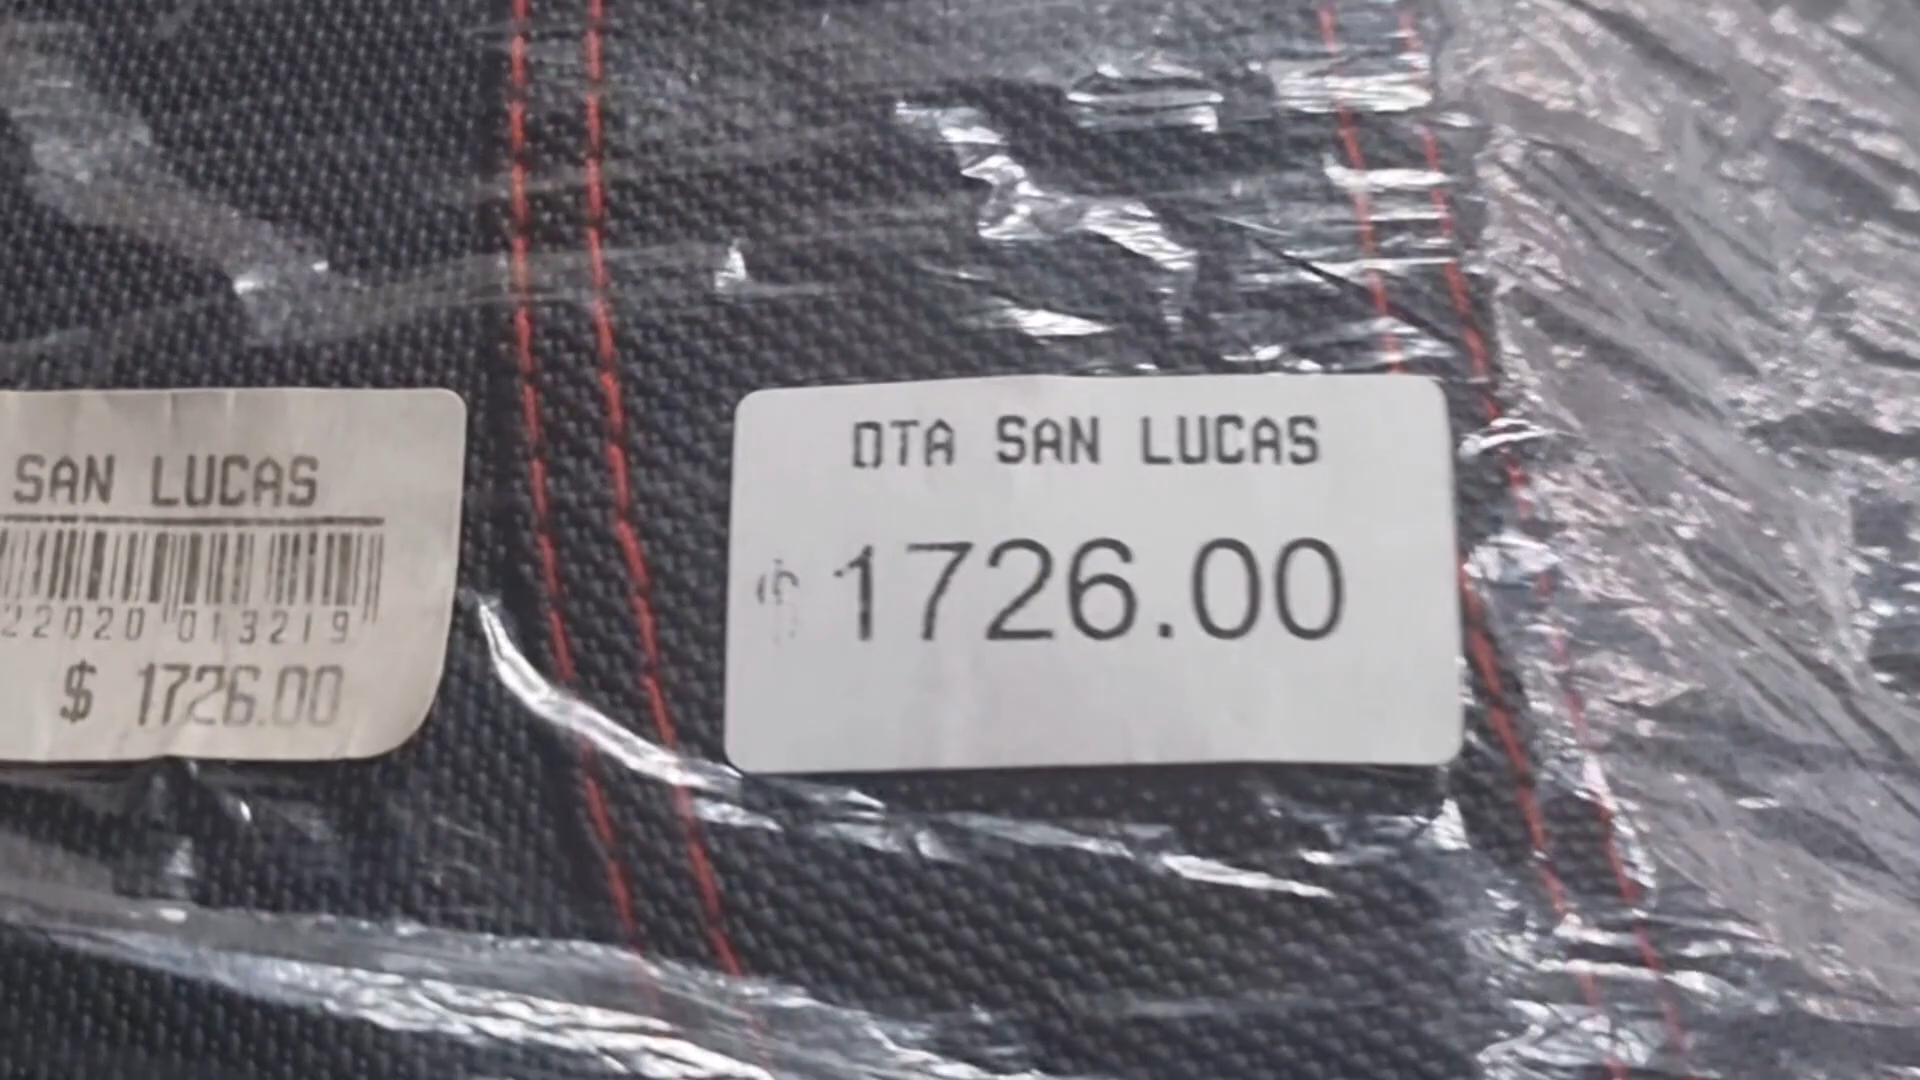 SAN LUCAS
22020 013219
$ 1726.00
DTA SAN LUCAS
$ 1726.00